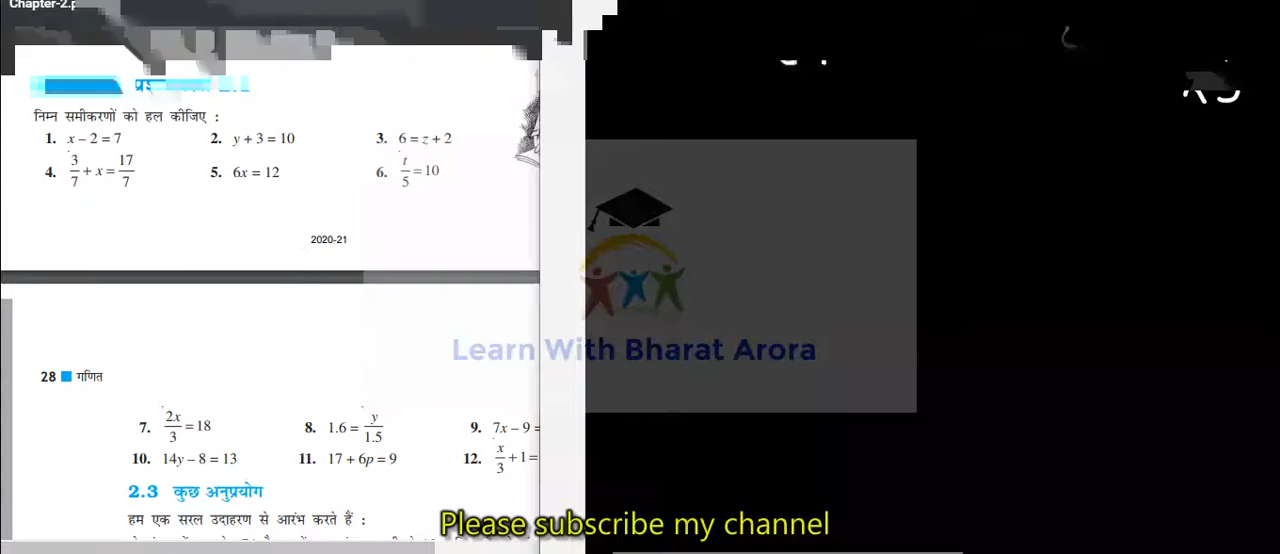 Chapter-2.p
निम्न समीकरणों को हल कीजिए :
1. x – 2 = 7 2. y + 3 = 10 3. 6 = z + 2
4. 3/7 + x = 17/7 5. 6x = 12 6. t/5 = 10
2020-21
Learn With Bharat Arora
28 गणित
7. 2x/3 = 18 8. 1.6 = y/1.5 9. 7x – 9 =
10. 14y – 8 = 13 11. 17 + 6p = 9 12. x/3 + 1 =
2.3 कुछ अनुप्रयोग
हम एक सरल उदाहरण से आरंभ करते हैं :
Please subscribe my channel